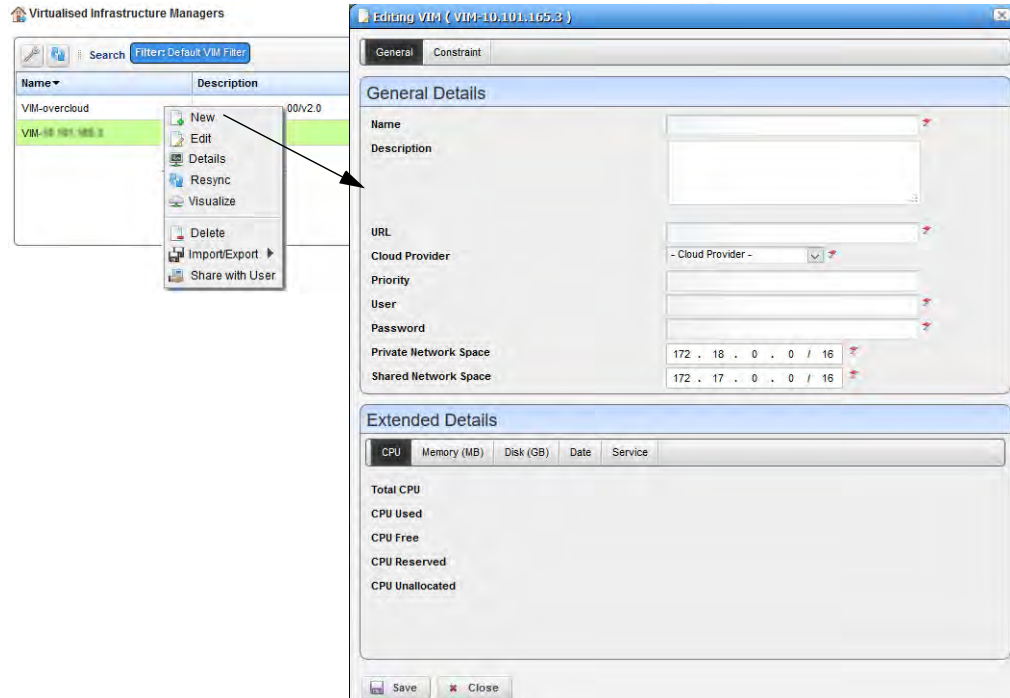 Virtualised Infrastructure Managers
Search Filter: Default VIM Filter
Name Description
VIM-overcloud 00/v2.0
VIM-
New
Edit
Details
Resync
Visualize
Delete
Import/Export
Share with User
Editing VIM ( VIM-10.101.165.3 )
General Constraint
General Details
Name
Description
URL
Cloud Provider - Cloud Provider -
Priority
User
Password
Private Network Space 172 . 18 . 0 . 0 / 16
Shared Network Space 172 . 17 . 0 . 0 / 16
Extended Details
CPU Memory (MB) Disk (GB) Date Service
Total CPU
CPU Used
CPU Free
CPU Reserved
CPU Unallocated
Save Close